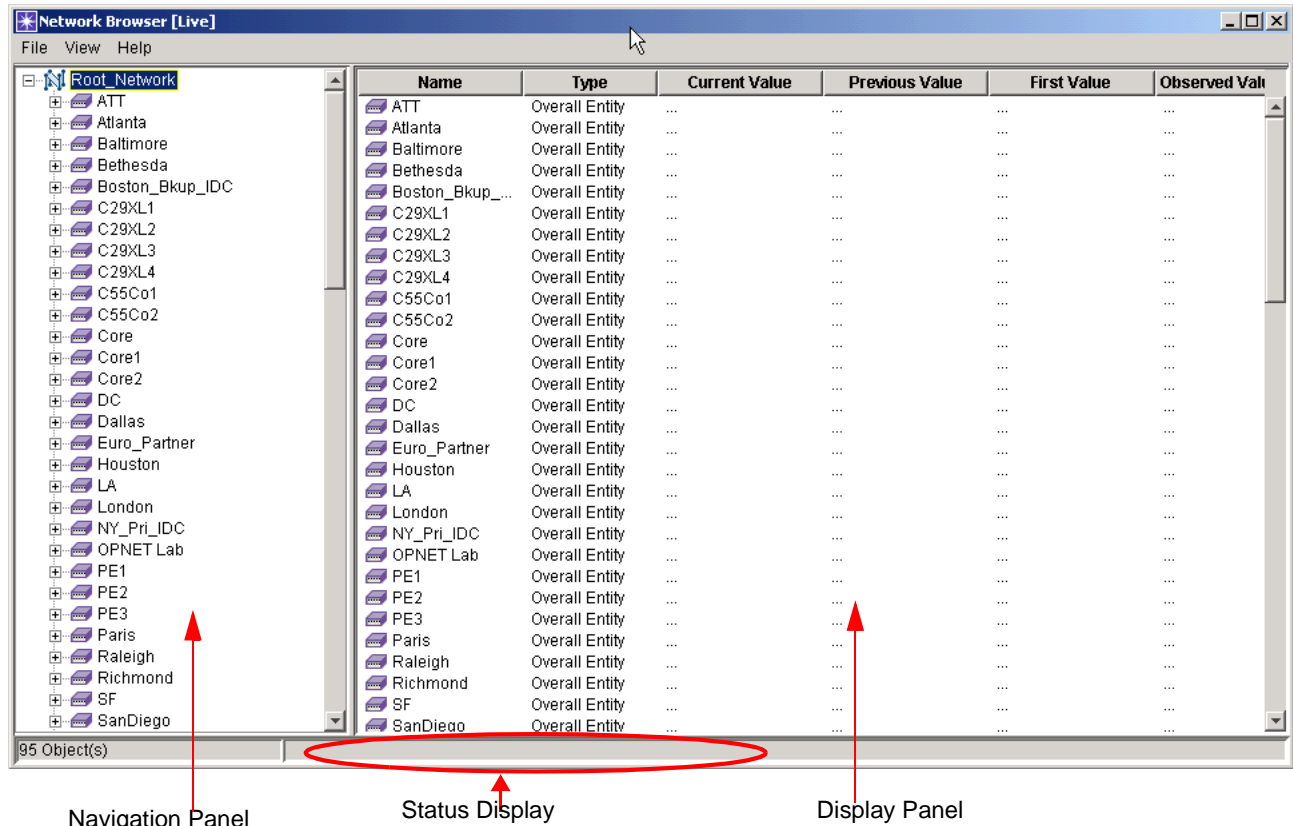 Network Browser [Live]
File View Help
Root_Network
ATT
Atlanta
Baltimore
Bethesda
Boston_Bkup_IDC
C29XL1
C29XL2
C29XL3
C29XL4
C55Co1
C55Co2
Core
Core1
Core2
DC
Dallas
Euro_Partner
Houston
LA
London
NY_Pri_IDC
OPNET Lab
PE1
PE2
PE3
Paris
Raleigh
Richmond
SF
SanDiego
Name Type Current Value Previous Value First Value Observed Valu
ATT Overall Entity ... ... ... ...
Atlanta Overall Entity ... ... ... ...
Baltimore Overall Entity ... ... ... ...
Bethesda Overall Entity ... ... ... ...
Boston_Bkup_... Overall Entity ... ... ... ...
C29XL1 Overall Entity ... ... ... ...
C29XL2 Overall Entity ... ... ... ...
C29XL3 Overall Entity ... ... ... ...
C29XL4 Overall Entity ... ... ... ...
C55Co1 Overall Entity ... ... ... ...
C55Co2 Overall Entity ... ... ... ...
Core Overall Entity ... ... ... ...
Core1 Overall Entity ... ... ... ...
Core2 Overall Entity ... ... ... ...
DC Overall Entity ... ... ... ...
Dallas Overall Entity ... ... ... ...
Euro_Partner Overall Entity ... ... ... ...
Houston Overall Entity ... ... ... ...
LA Overall Entity ... ... ... ...
London Overall Entity ... ... ... ...
NY_Pri_IDC Overall Entity ... ... ... ...
OPNET Lab Overall Entity ... ... ... ...
PE1 Overall Entity ... ... ... ...
PE2 Overall Entity ... ... ... ...
PE3 Overall Entity ... ... ... ...
Paris Overall Entity ... ... ... ...
Raleigh Overall Entity ... ... ... ...
Richmond Overall Entity ... ... ... ...
SF Overall Entity ... ... ... ...
SanDiego Overall Entity ... ... ... ...
95 Object(s)
Navigation Panel
Status Display
Display Panel